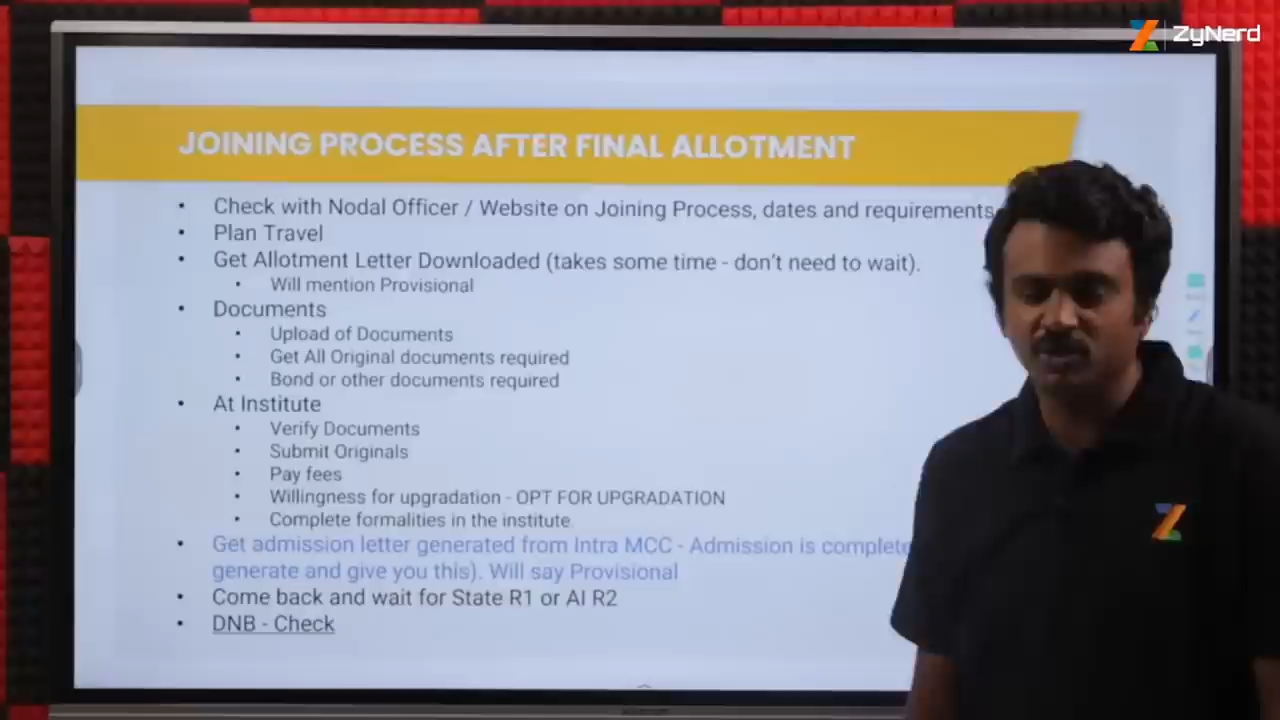 ZyNerd
JOINING PROCESS AFTER FINAL ALLOTMENT
• Check with Nodal Officer / Website on Joining Process, dates and requirements
• Plan Travel
• Get Allotment Letter Downloaded (takes some time - don't need to wait).
• Will mention Provisional
• Documents
• Upload of Documents
• Get All Original documents required
• Bond or other documents required
• At Institute
• Verify Documents
• Submit Originals
• Pay fees
• Willingness for upgradation - OPT FOR UPGRADATION
• Complete formalities in the institute
• Get admission letter generated from Intra MCC - Admission is complete
generate and give you this). Will say Provisional
• Come back and wait for State R1 or AI R2
• DNB - Check